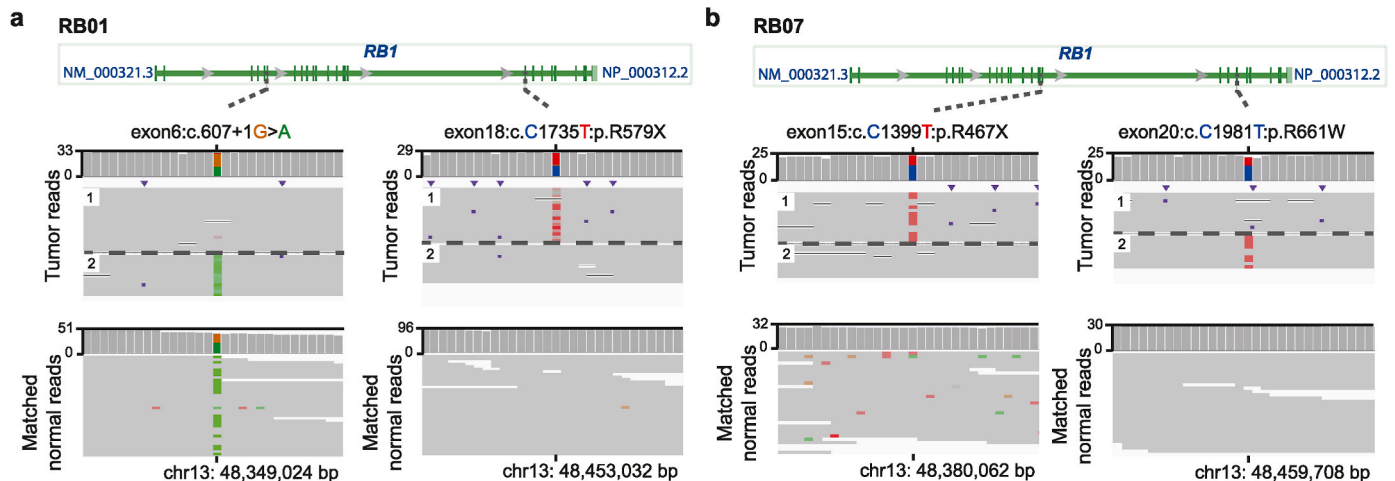 a
RB01
RB1
NM_000321.3
NP_000312.2
exon6:c.607+1G>A
exon18:c.C1735T:p.R579X
33
0
Tumor reads
1
2
29
0
Tumor reads
1
2
51
0
Matched
normal reads
96
0
Matched
normal reads
chr13: 48,349,024 bp
chr13: 48,453,032 bp
b
RB07
RB1
NM_000321.3
NP_000312.2
exon15:c.C1399T:p.R467X
exon20:c.C1981T:p.R661W
25
0
Tumor reads
1
2
25
0
Tumor reads
1
2
32
0
Matched
normal reads
30
0
Matched
normal reads
chr13: 48,380,062 bp
chr13: 48,459,708 bp